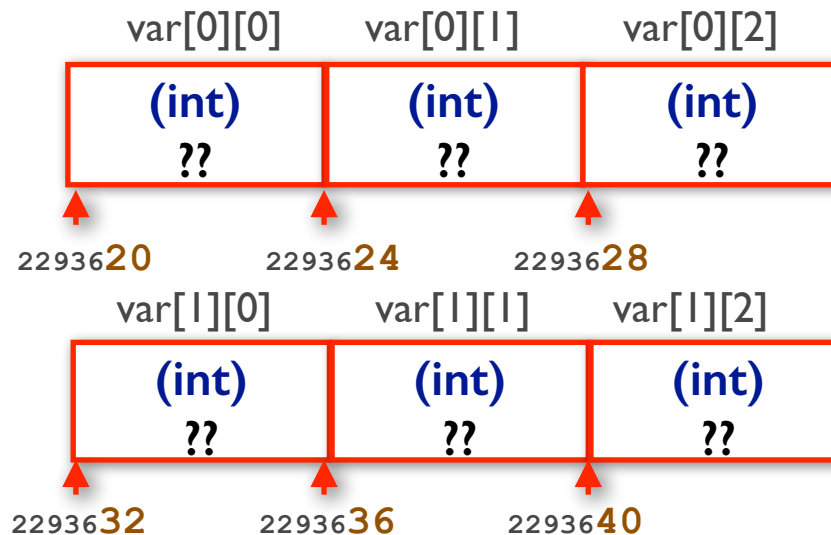 var[0][0] var[0][1] var[0][2]
(int) (int) (int)
?? ?? ??
2293620 2293624 2293628
var[1][0] var[1][1] var[1][2]
(int) (int) (int)
?? ?? ??
2293632 2293636 2293640